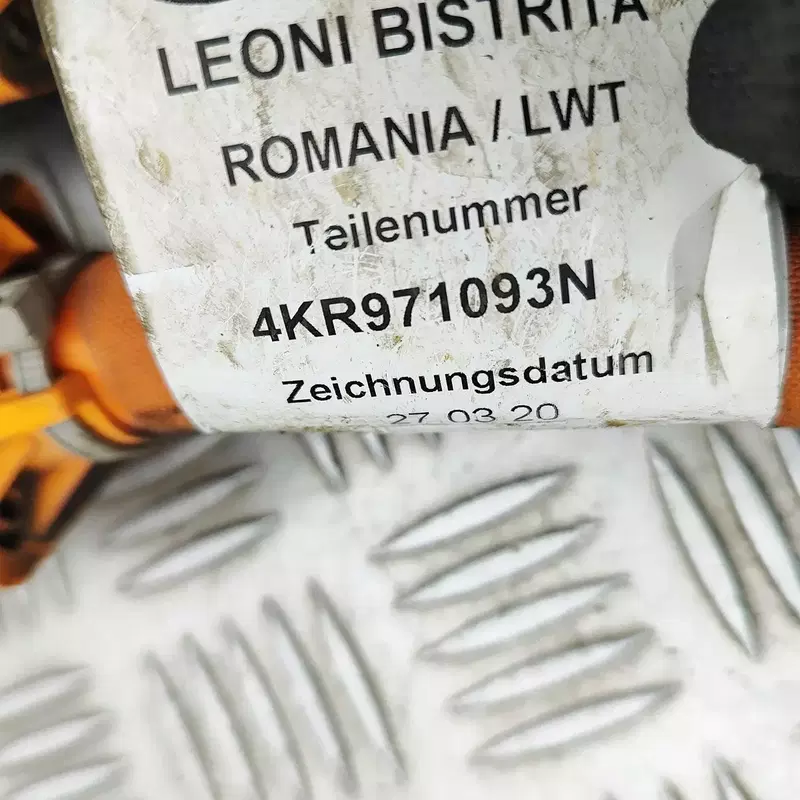 LEONI BISTRITA
ROMANIA / LWT
Teilenummer
4KR971093N
Zeichnungsdatum
27.03.20